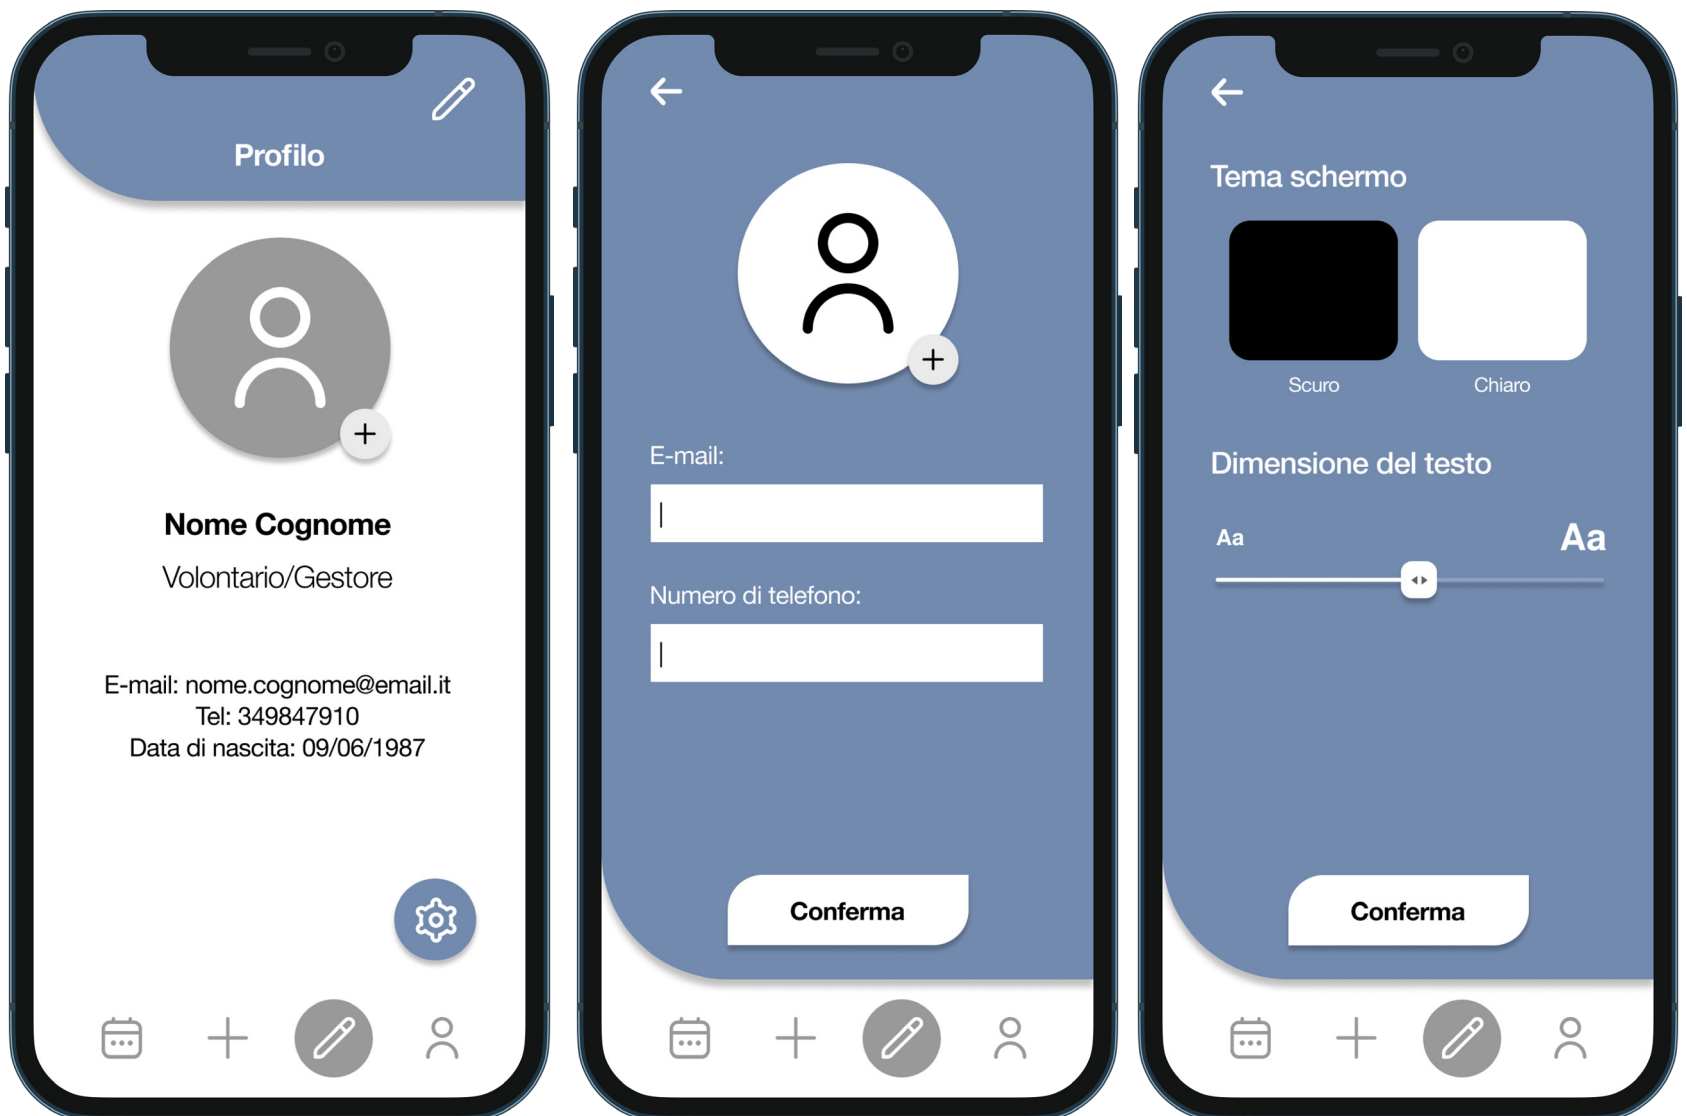 Profilo
Nome Cognome
Volontario/Gestore
E-mail: nome.cognome@email.it
Tel: 349847910
Data di nascita: 09/06/1987
E-mail:
Numero di telefono:
Conferma
Tema schermo
Scuro
Chiaro
Dimensione del testo
Aa
Aa
Conferma